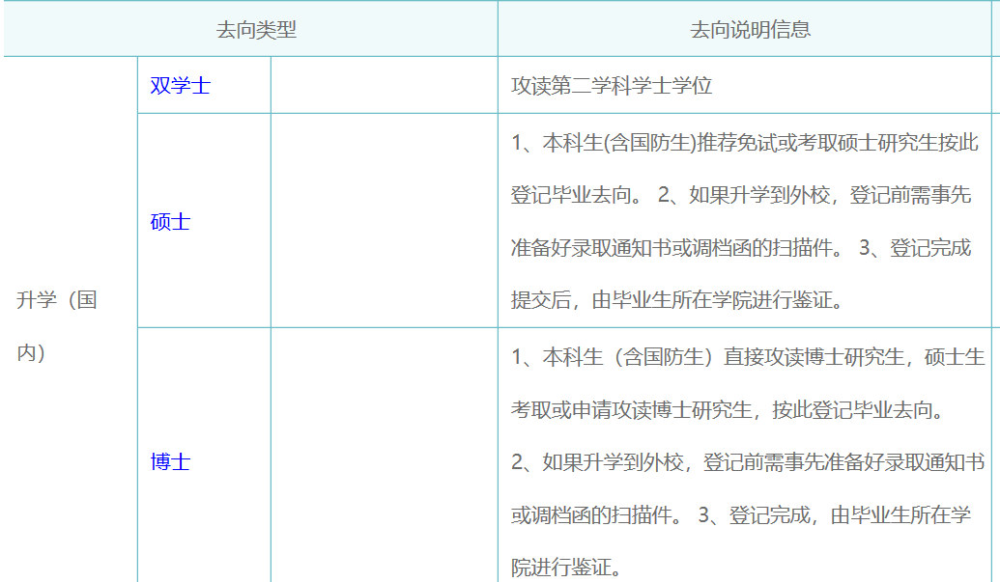 去向类型 去向说明信息
双学士 攻读第二学科学士学位
1、本科生(含国防生)推荐免试或考取硕士研究生按此
登记毕业去向。 2、如果升学到外校，登记前需事先
硕士
准备好录取通知书或调档函的扫描件。 3、登记完成
提交后，由毕业生所在学院进行鉴证。
升学（国
内）
1、本科生（含国防生）直接攻读博士研究生，硕士生
考取或申请攻读博士研究生，按此登记毕业去向。
博士
2、如果升学到外校，登记前需事先准备好录取通知书
或调档函的扫描件。 3、登记完成，由毕业生所在学
院进行鉴证。